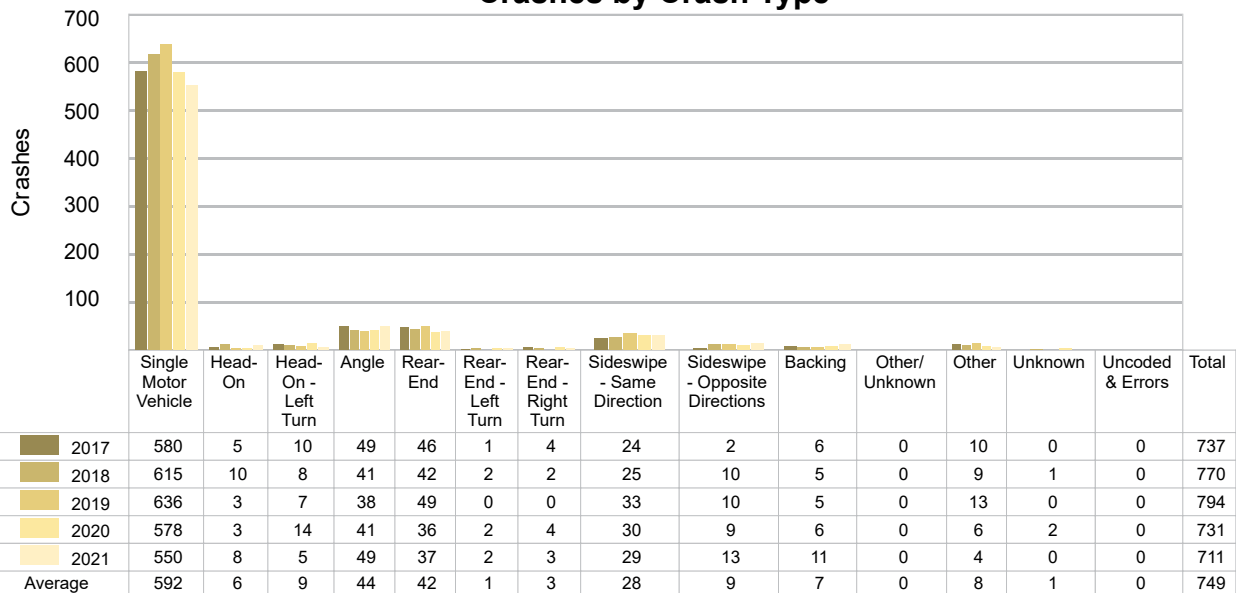 Crashes by Crash Type
700
600
500
400
300
200
100
Crashes
Single Motor Vehicle Head-On Head-On - Left Turn Angle Rear-End Rear-End - Left Turn Rear-End - Right Turn Sideswipe - Same Direction Sideswipe - Opposite Directions Backing Other/Unknown Other Unknown Uncoded & Errors Total
2017 580 5 10 49 46 1 4 24 2 6 0 10 0 0 737
2018 615 10 8 41 42 2 2 25 10 5 0 9 1 0 770
2019 636 3 7 38 49 0 0 33 10 5 0 13 0 0 794
2020 578 3 14 41 36 2 4 30 9 6 0 6 2 0 731
2021 550 8 5 49 37 2 3 29 13 11 0 4 0 0 711
Average 592 6 9 44 42 1 3 28 9 7 0 8 1 0 749